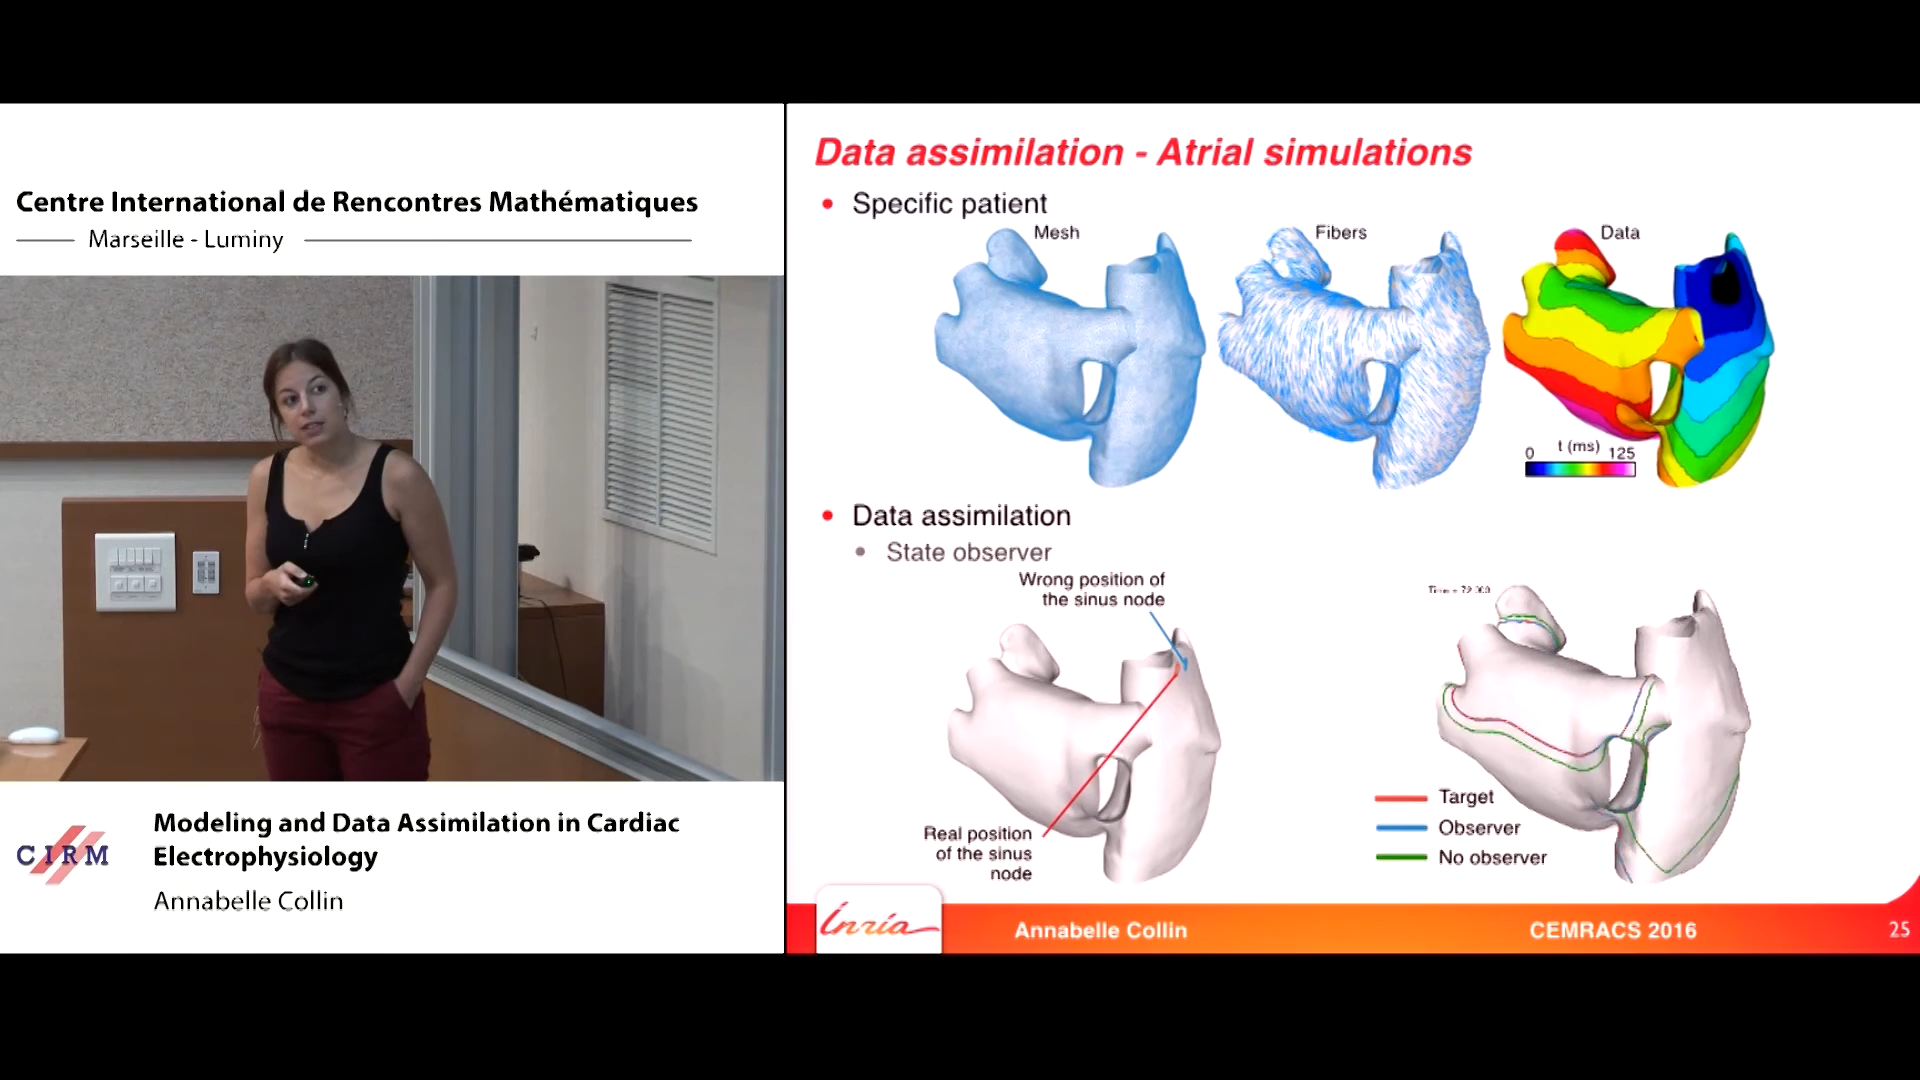 Centre International de Rencontres Mathématiques
Marseille - Luminy
CIRM
Modeling and Data Assimilation in Cardiac
Electrophysiology
Annabelle Collin
Data assimilation - Atrial simulations
• Specific patient
Mesh
Fibers
Data
0 t (ms) 125
• Data assimilation
• State observer
Wrong position of
the sinus node
Real position
of the sinus
node
Target
Observer
No observer
Inria
Annabelle Collin
CEMRACS 2016
25